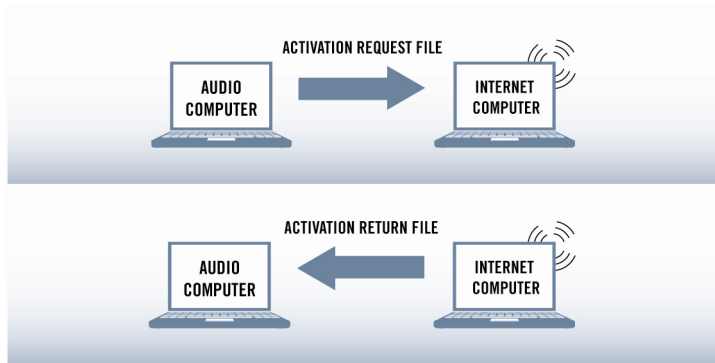 ACTIVATION REQUEST FILE
AUDIO
COMPUTER
INTERNET
COMPUTER
ACTIVATION RETURN FILE
AUDIO
COMPUTER
INTERNET
COMPUTER